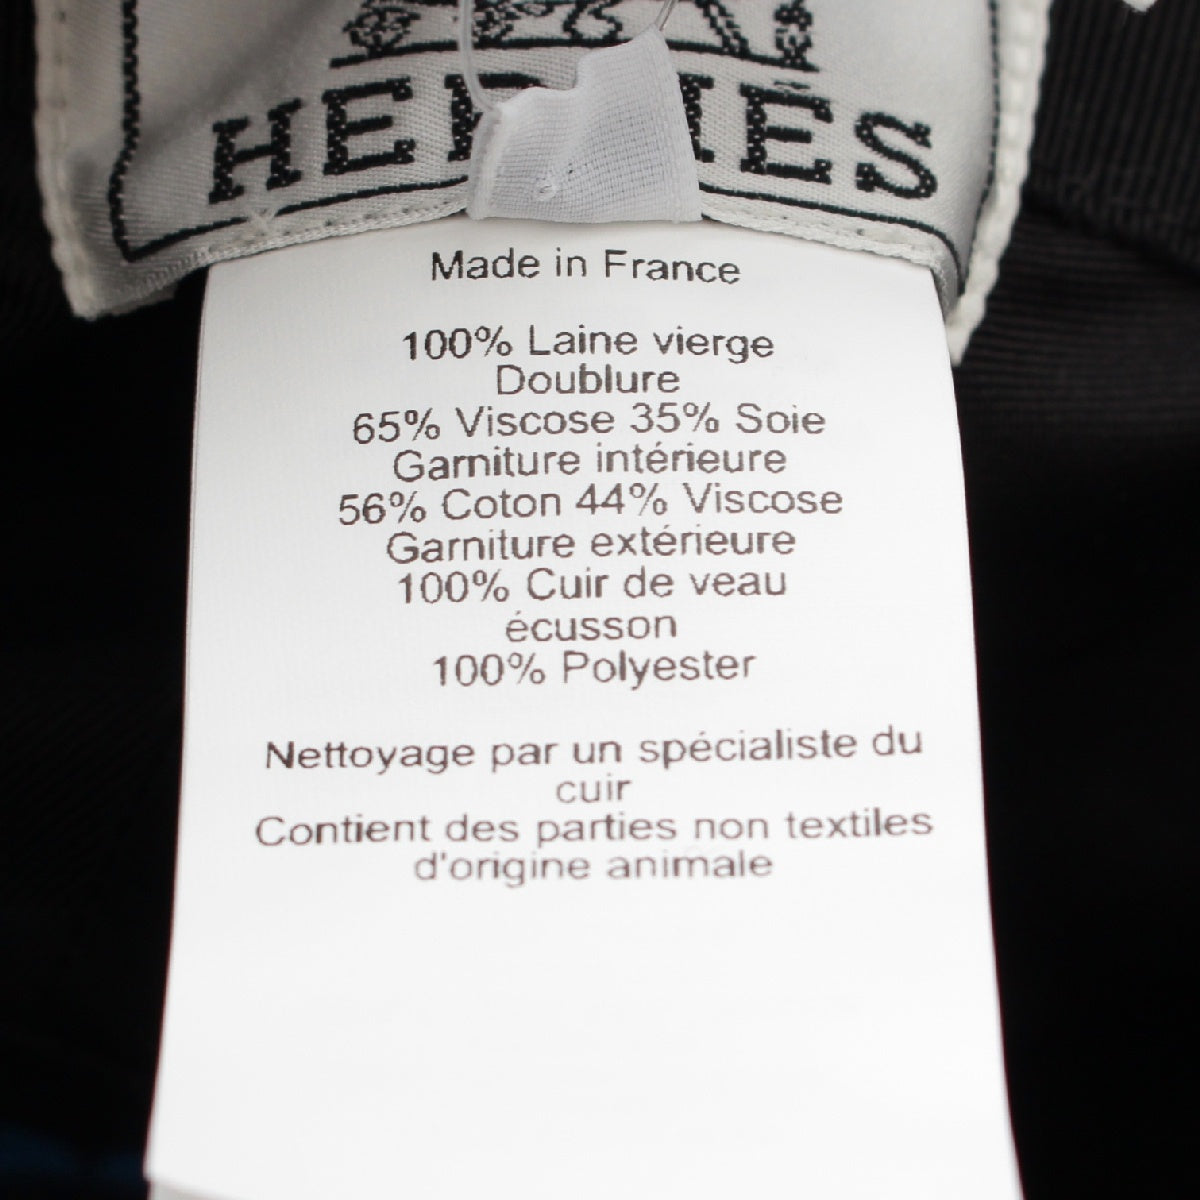 HERMÈS
Made in France
100% Laine vierge
Doublure
65% Viscose 35% Soie
Garniture intérieure
56% Coton 44% Viscose
Garniture extérieure
100% Cuir de veau
écusson
100% Polyester
Nettoyage par un spécialiste du
cuir
Contient des parties non textiles
d'origine animale